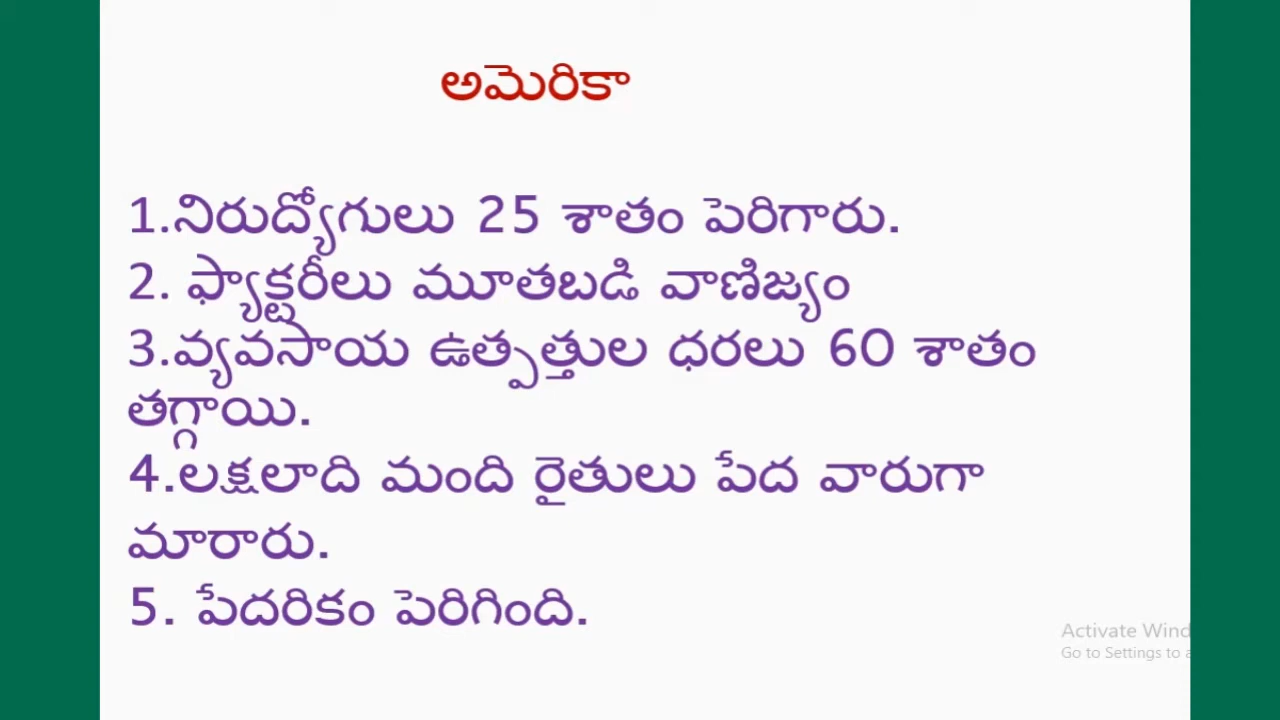 అమెరికా
1.నిరుద్యోగులు 25 శాతం పెరిగారు.
2. ఫ్యాక్టరీలు మూతబడి వాణిజ్యం
3.వ్యవసాయ ఉత్పత్తుల ధరలు 60 శాతం
తగ్గాయి.
4.లక్షలాది మంది రైతులు పేద వారుగా
మారారు.
5. పేదరికం పెరిగింది.
Activate Wind
Go to Settings to a